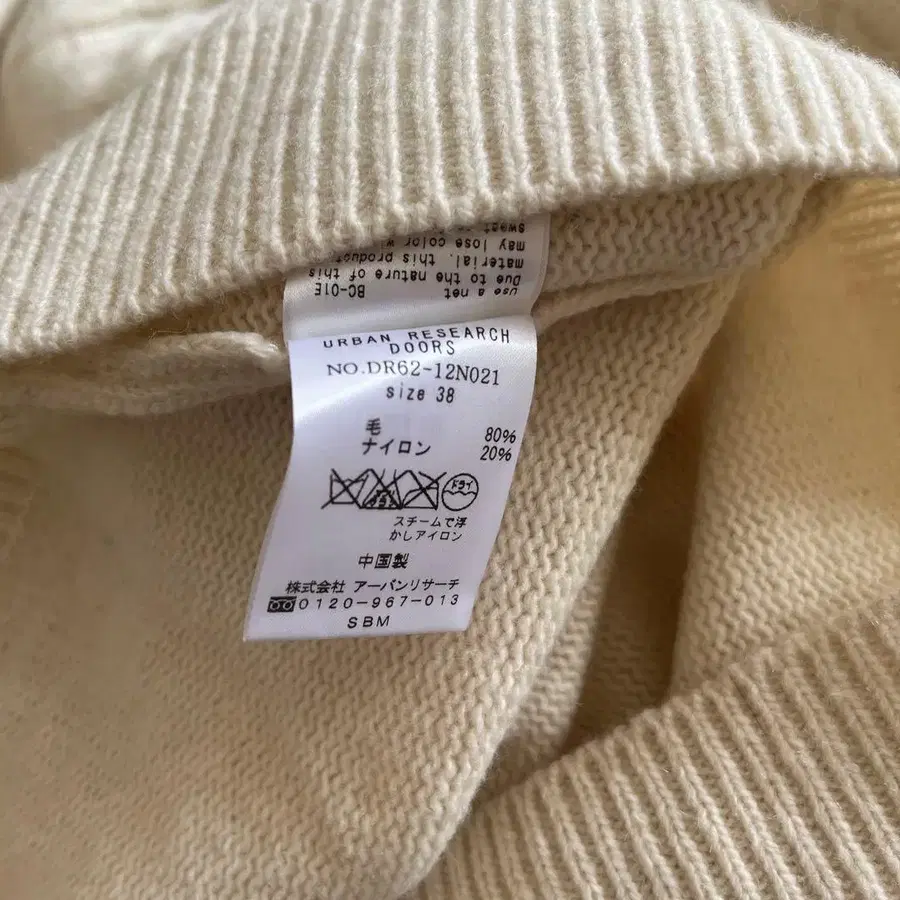 Use a net BC-01E
Due to the nature of this
material, this product
may lose color w
URBAN RESEARCH
DOORS
NO.DR62-12N021
size 38
毛 80%
ナイロン 20%
ドライ
スチームで浮
かしアイロン
中国製
株式会社 アーバンリサーチ
0120-967-013
SBM